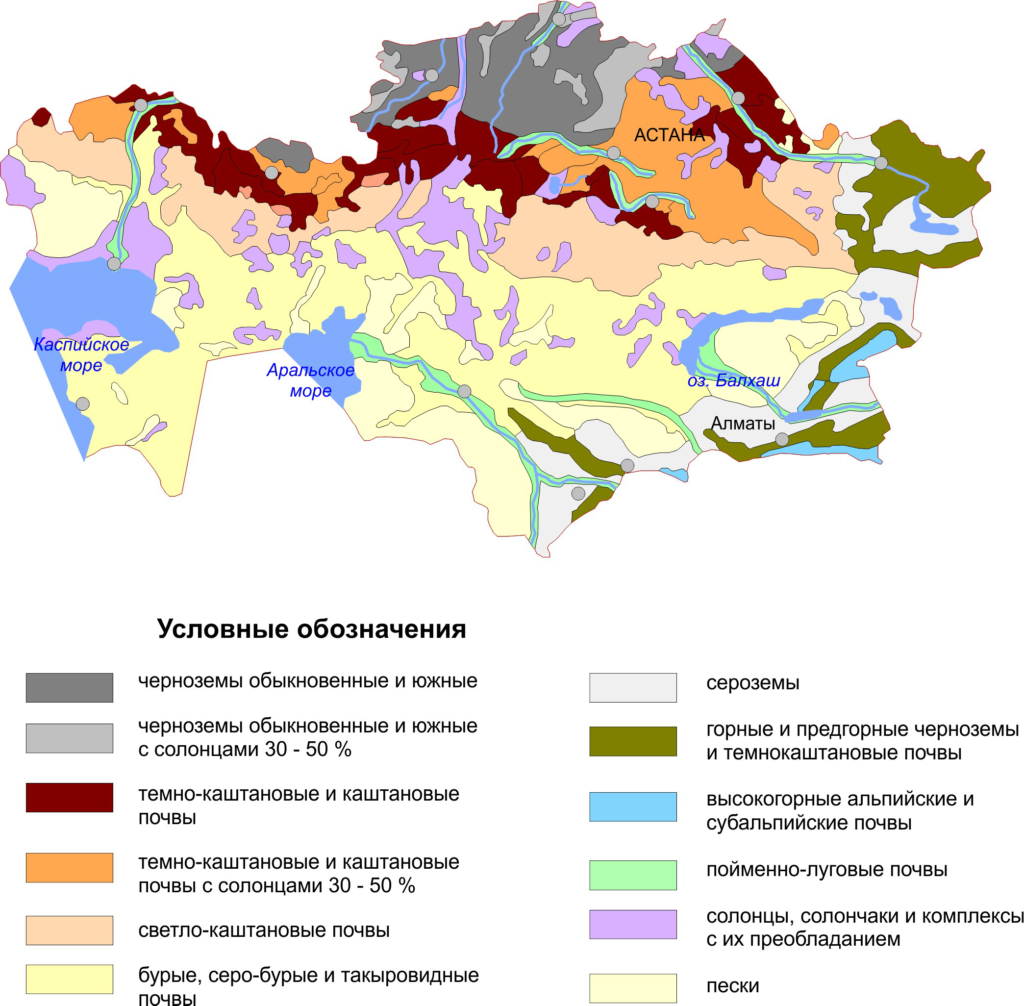 АСТАНА
Каспийское
море
Аральское
море
оз. Балхаш
Алматы
Условные обозначения
черноземы обыкновенные и южные
черноземы обыкновенные и южные
с солонцами 30 - 50 %
темно-каштановые и каштановые
почвы
темно-каштановые и каштановые
почвы с солонцами 30 - 50 %
светло-каштановые почвы
бурые, серо-бурые и такыровидные
почвы
сероземы
горные и предгорные черноземы
и темнокаштановые почвы
высокогорные альпийские и
субальпийские почвы
пойменно-луговые почвы
солонцы, солончаки и комплексы
с их преобладанием
пески